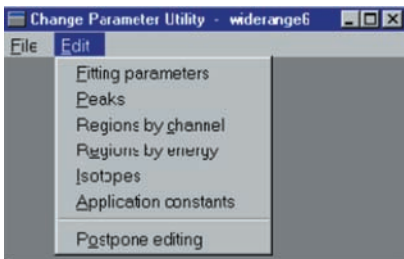 Change Parameter Utility - widerange6
File Edit
Fitting parameters
Peaks
Regions by channel
Regions by energy
Isotopes
Application constants
Postpone editing